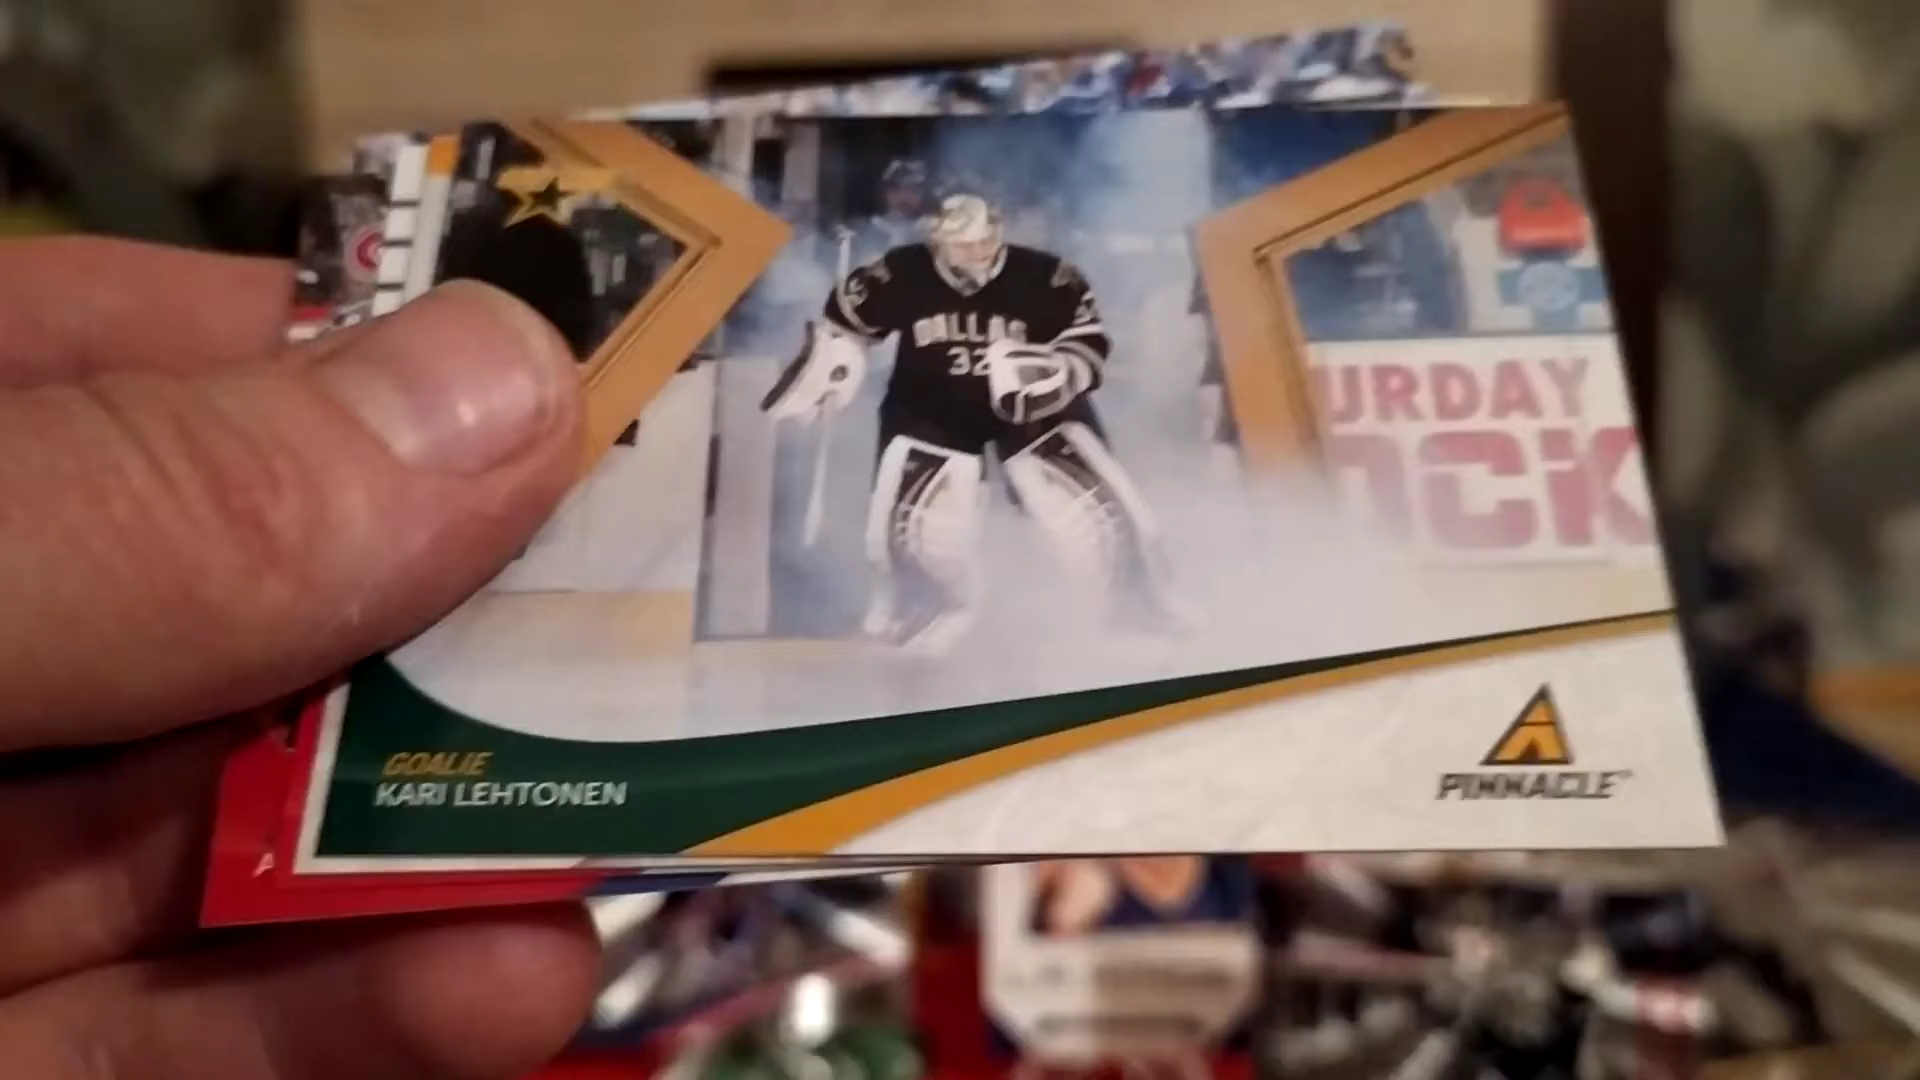 DALLAS
32
URDAY
OCK
GOALIE
KARI LEHTONEN
PINNACLE
A